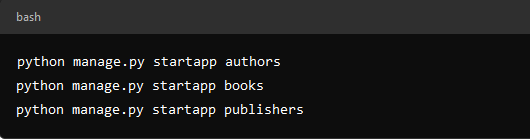 bash
python manage.py startapp authors
python manage.py startapp books
python manage.py startapp publishers